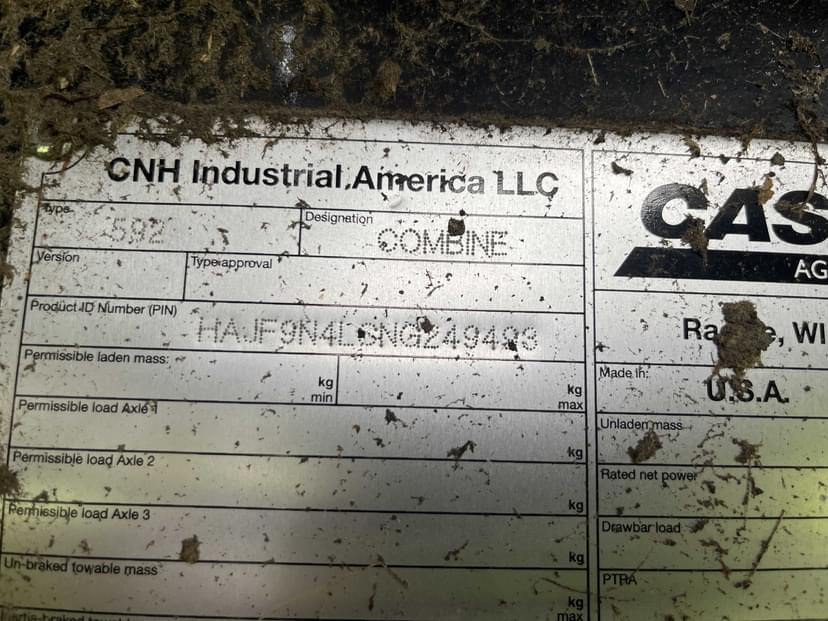 CNH Industrial America LLC
CAS
AG
Type
592
Designation
COMBINE
Version
Type approval
Product ID Number (PIN)
Permissible laden mass:
kg
min
kg
max
Made in:
U.S.A.
Permissible load Axle 1
kg
Unladen mass
Permissible load Axle 2
kg
Rated net power
Permissible load Axle 3
kg
Drawbar load
Un-braked towable mass
kg
max
PTRA